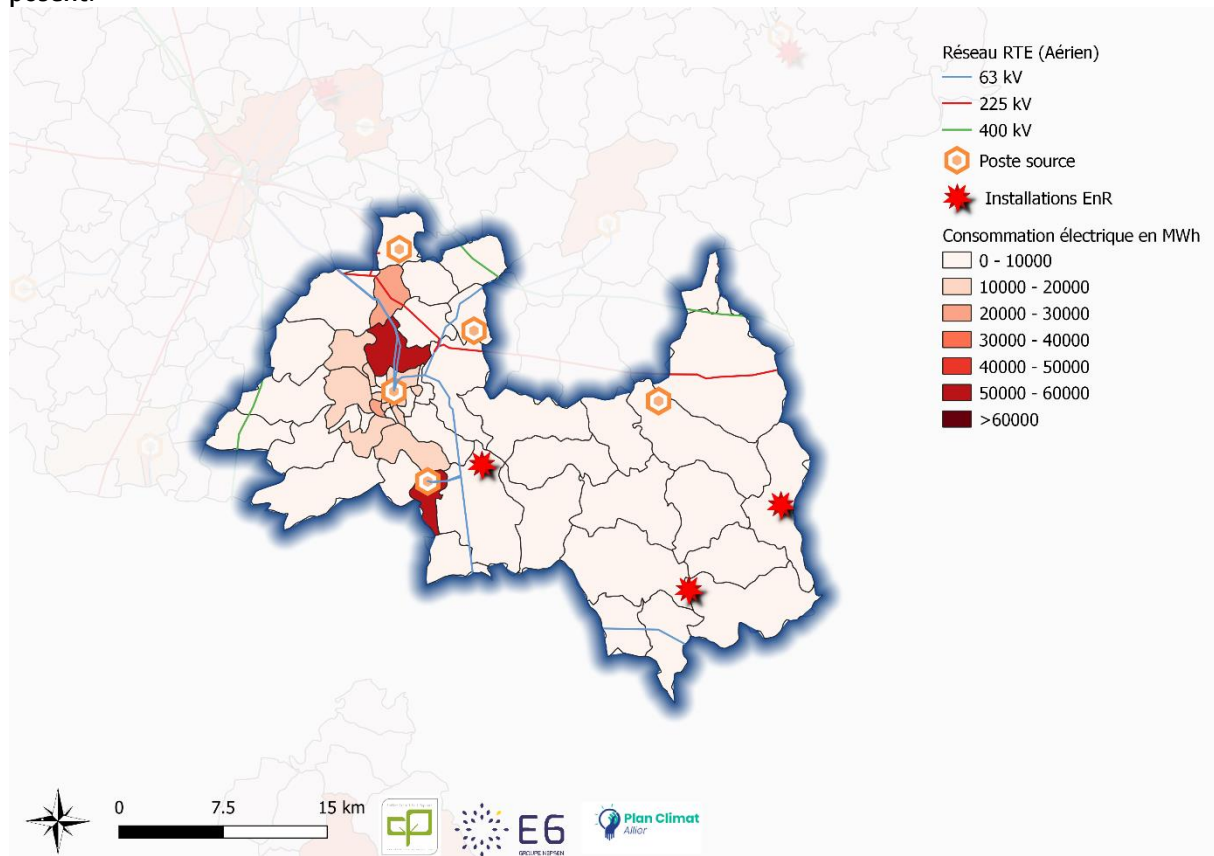 Réseau RTE (Aérien)
63 kV
225 kV
400 kV
Poste source
Installations EnR
Consommation électrique en MWh
0 - 10000
10000 - 20000
20000 - 30000
30000 - 40000
40000 - 50000
50000 - 60000
>60000
0 7.5 15 km
E6
GROUPE NEPSEN
Plan Climat
Allier